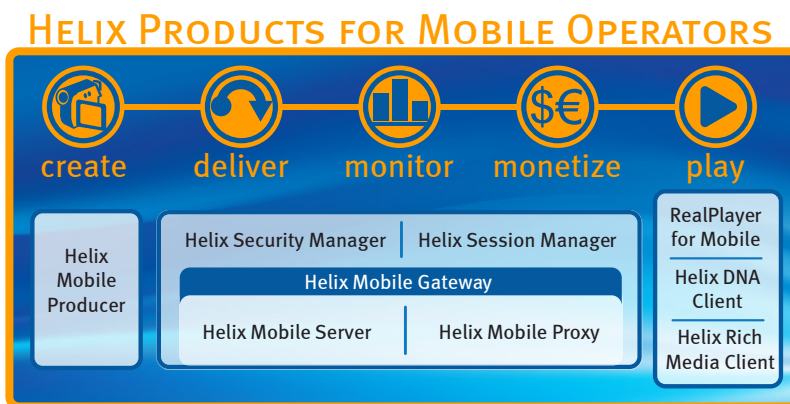 HELIX PRODUCTS FOR MOBILE OPERATORS
$€
create
deliver
monitor
monetize
play
Helix
Mobile
Producer
Helix Security Manager
Helix Session Manager
Helix Mobile Gateway
Helix Mobile Server
Helix Mobile Proxy
RealPlayer
for Mobile
Helix DNA
Client
Helix Rich
Media Client